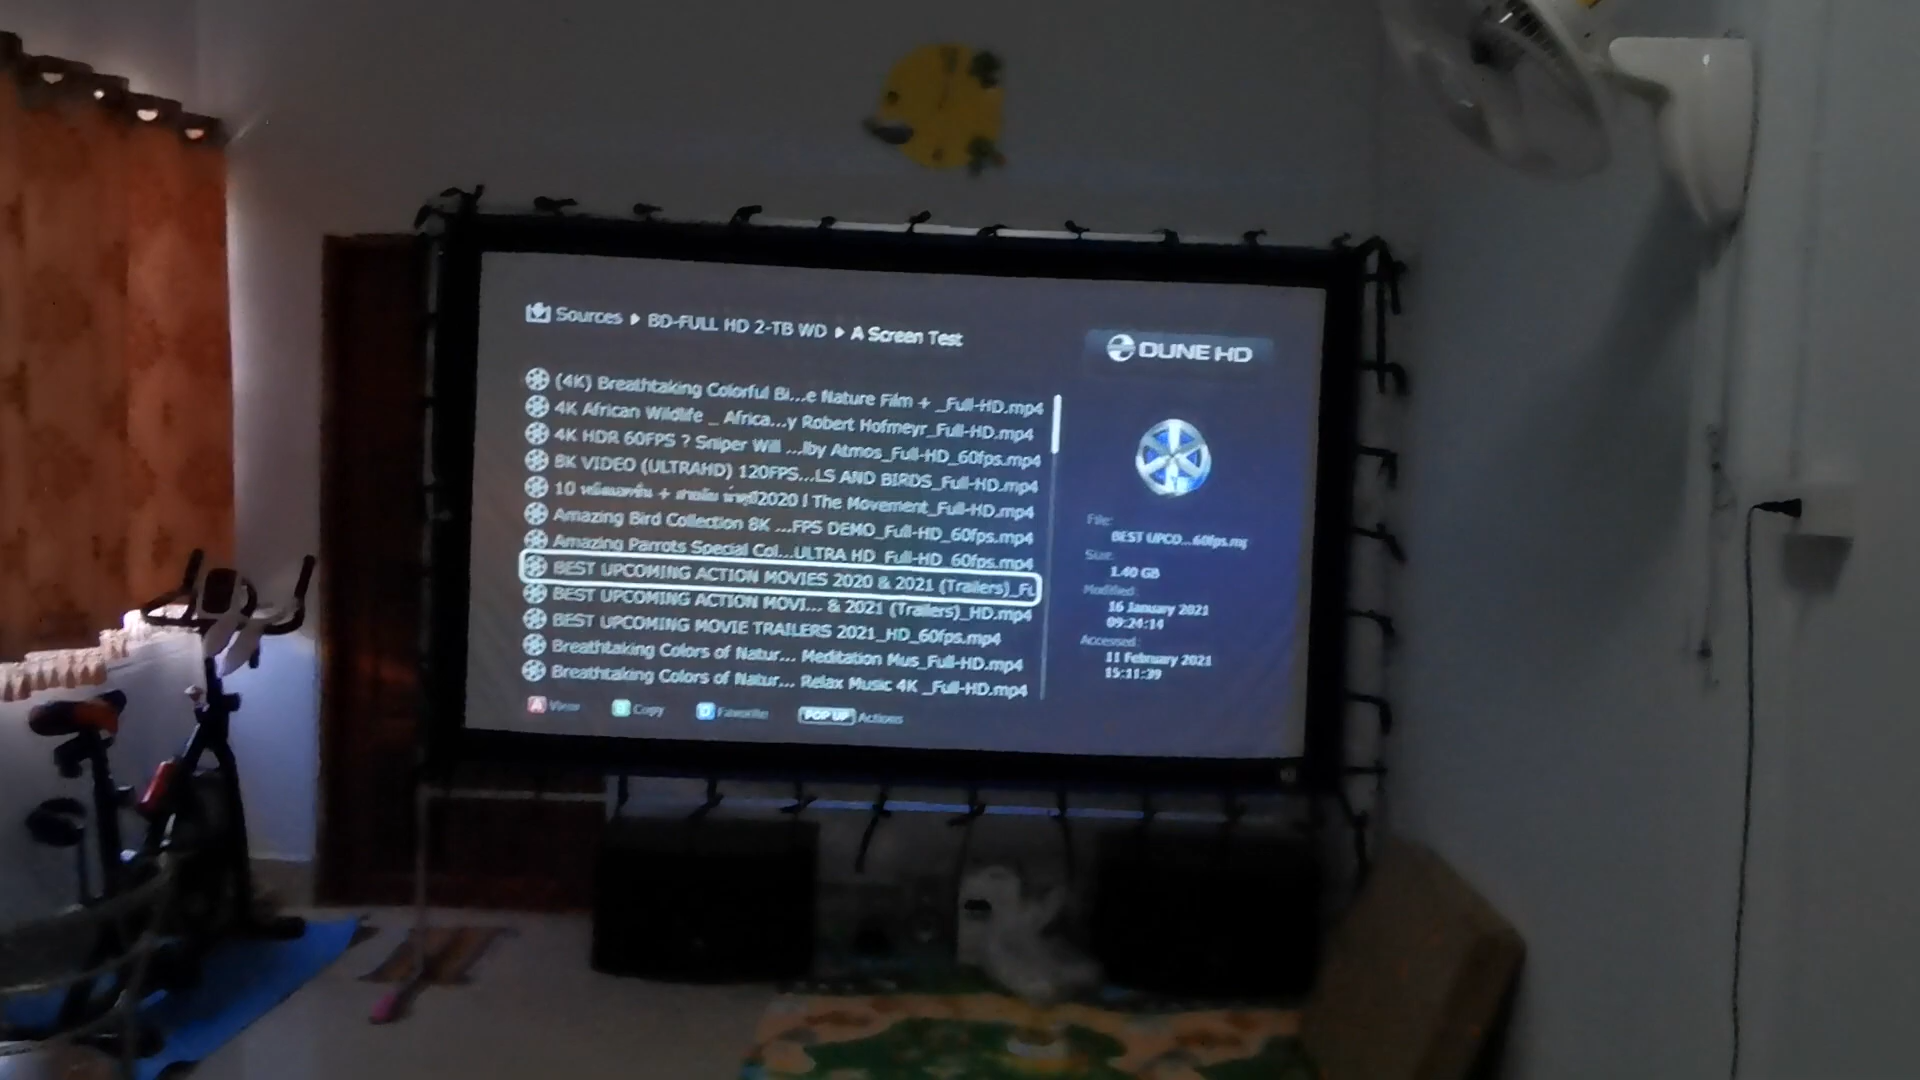 Sources ▶ BD-FULL HD 2-TB WD ▶ A Screen Test
DUNE HD
(4K) Breathtaking Colorful Bi...e Nature Film + _Full-HD.mp4
4K African Wildlife _ Africa...y Robert Hofmeyr_Full-HD.mp4
4K HDR 60FPS ? Sniper Will ...lby Atmos_Full-HD_60fps.mp4
8K VIDEO (ULTRAHD) 120FPS...LS AND BIRDS_Full-HD.mp4
10 + 2020 l The Movement_Full-HD.mp4
Amazing Bird Collection 8K ...FPS DEMO_Full-HD_60fps.mp4
Amazing Parrots Special Col...ULTRA HD_Full-HD_60fps.mp4
BEST UPCOMING ACTION MOVIES 2020 & 2021 (Trailers)_Fu
BEST UPCOMING ACTION MOVI... & 2021 (Trailers)_HD.mp4
BEST UPCOMING MOVIE TRAILERS 2021_HD_60fps.mp4
Breathtaking Colors of Natur... Meditation Mus_Full-HD.mp4
Breathtaking Colors of Natur... Relax Music 4K _Full-HD.mp4
File:
BEST UPCO...60fps.mp
Size:
1.40 GB
Modified:
16 January 2021
09:24:14
Accessed:
11 February 2021
15:11:39
A View
B Copy
D Favorite
POP UP Actions